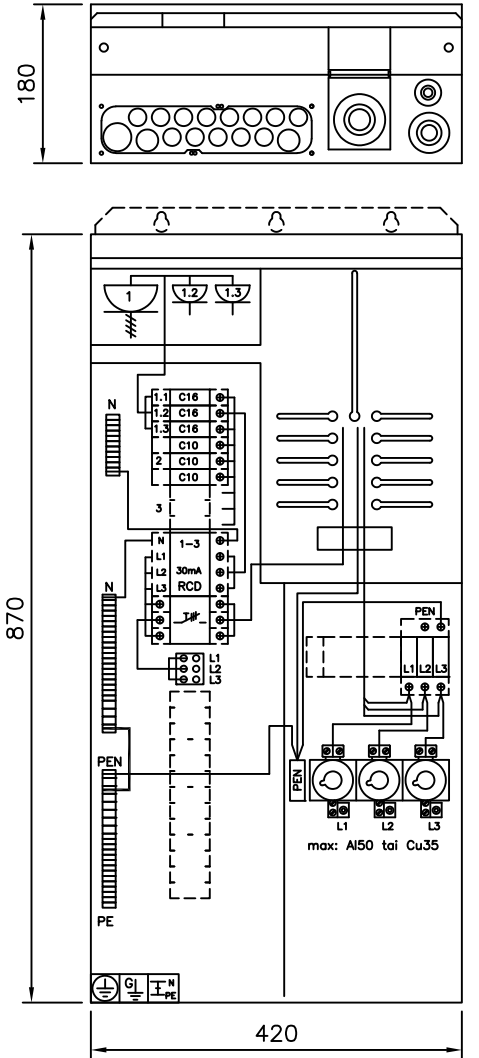 180
1
1.2
1.3
N
1.1 C16
1.2 C16
1.3 C16
C10
2 C10
C10
3
N 1-3
L1
L2 30mA
L3 RCD
N
L1
L2
L3
PEN
L1 L2 L3
870
PEN
PEN
L1 L2 L3
max: Al50 tai Cu35
PE
G
N
PE
420